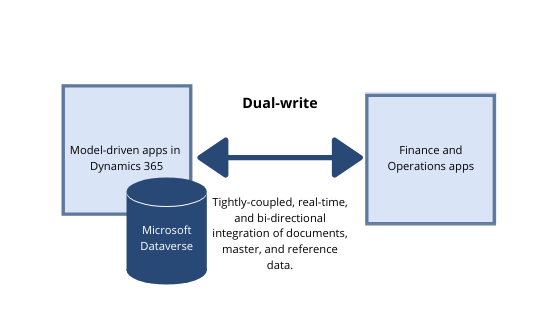 Dual-write
Model-driven apps in
Dynamics 365
Finance and
Operations apps
Microsoft
Dataverse
Tightly-coupled, real-time,
and bi-directional
integration of documents,
master, and reference
data.